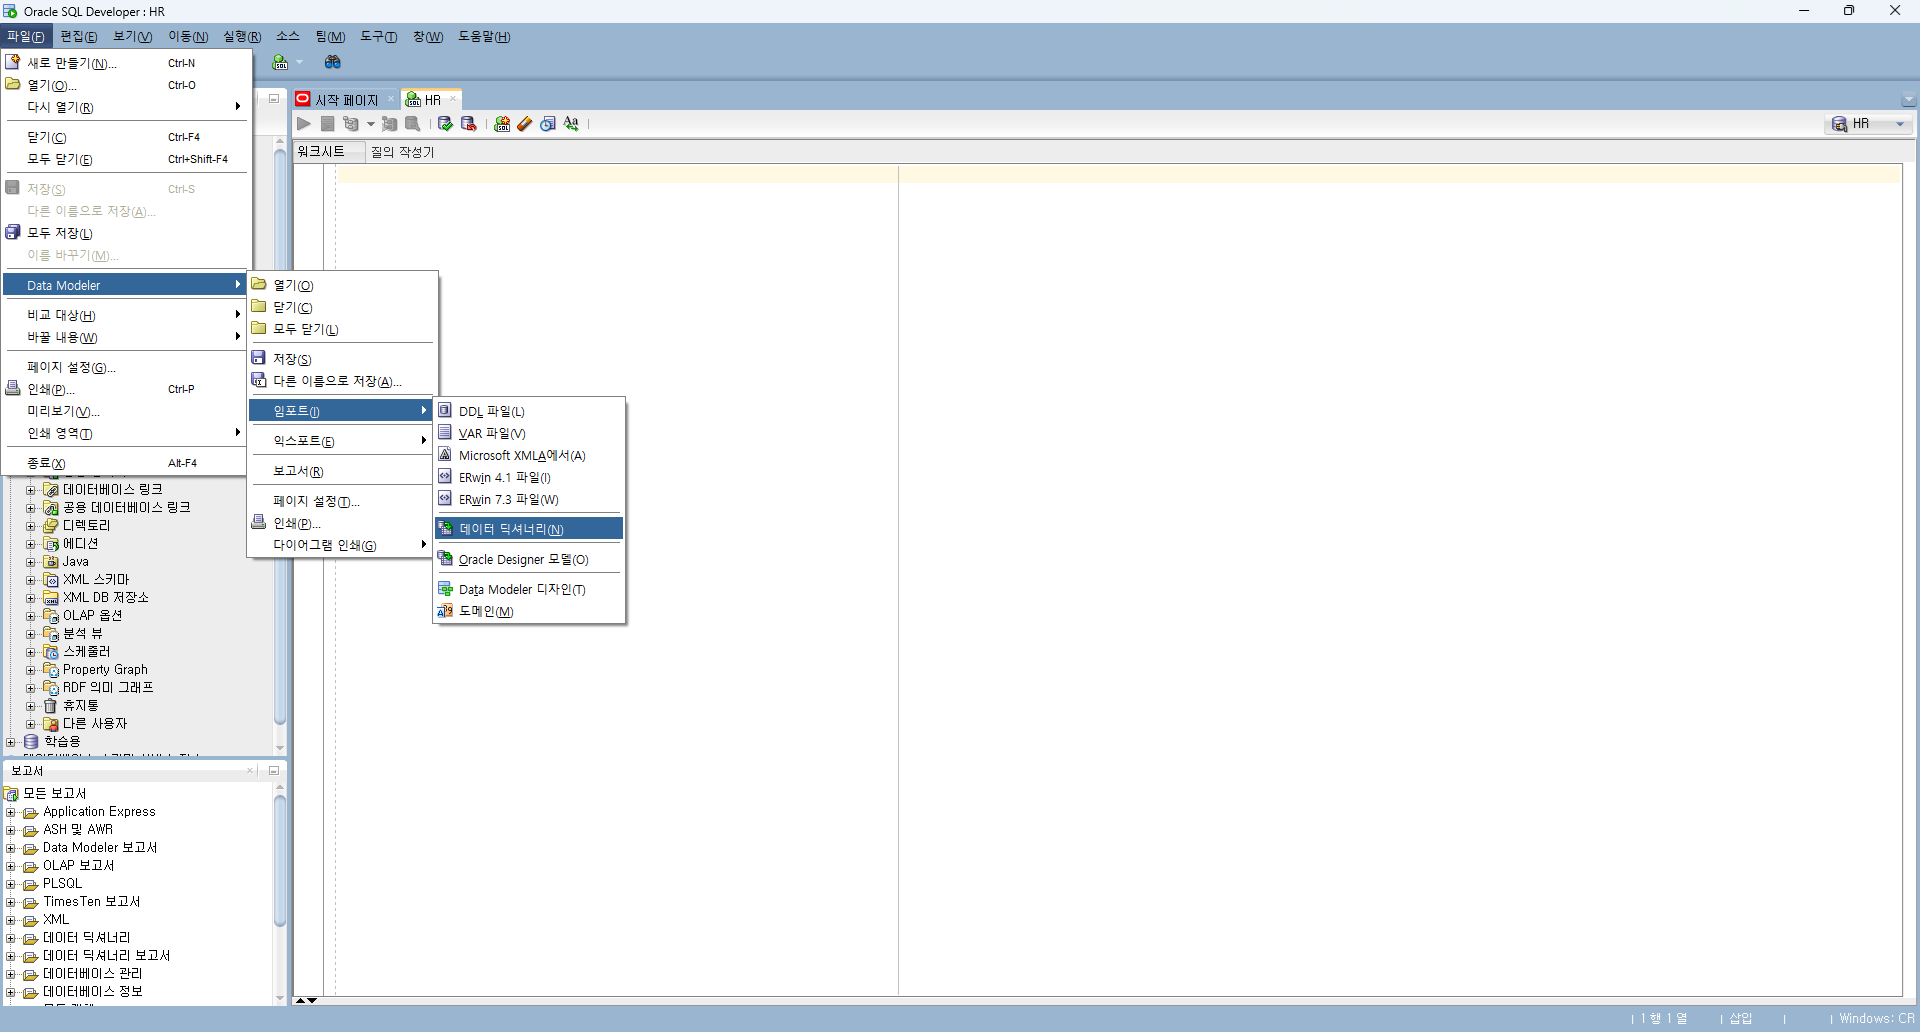 Oracle SQL Developer : HR
파일(F) 편집(E) 보기(V) 이동(N) 실행(R) 소스 팀(M) 도구(T) 창(W) 도움말(H)
새로 만들기(N)... Ctrl-N
열기(O)... Ctrl-O
다시 열기(R)
닫기(C) Ctrl-F4
모두 닫기(E) Ctrl+Shift-F4
저장(S) Ctrl-S
다른 이름으로 저장(A)...
모두 저장(L)
이름 바꾸기(M)...
Data Modeler
비교 대상(H)
바꿀 내용(W)
페이지 설정(G)...
인쇄(P)... Ctrl-P
미리보기(V)...
인쇄 영역(T)
종료(X) Alt-F4
열기(O)
닫기(C)
모두 닫기(L)
저장(S)
다른 이름으로 저장(A)...
임포트(I)
익스포트(E)
보고서(R)
페이지 설정(T)...
인쇄(P)...
다이어그램 인쇄(G)
DDL 파일(L)
VAR 파일(V)
Microsoft XMLA에서(A)
ERwin 4.1 파일(I)
ERwin 7.3 파일(W)
데이터 딕셔너리(N)
Oracle Designer 모델(O)
Data Modeler 디자인(T)
도메인(M)
시작 페이지 HR
HR
워크시트 질의 작성기
데이터베이스 링크
공용 데이터베이스 링크
디렉토리
에디션
Java
XML 스키마
XML DB 저장소
OLAP 옵션
분석 뷰
스케줄러
Property Graph
RDF 의미 그래프
휴지통
다른 사용자
학습용
보고서
모든 보고서
Application Express
ASH 및 AWR
Data Modeler 보고서
OLAP 보고서
PLSQL
TimesTen 보고서
XML
데이터 딕셔너리
데이터 딕셔너리 보고서
데이터베이스 관리
데이터베이스 정보
1 행 1 열 삽입 Windows: CR